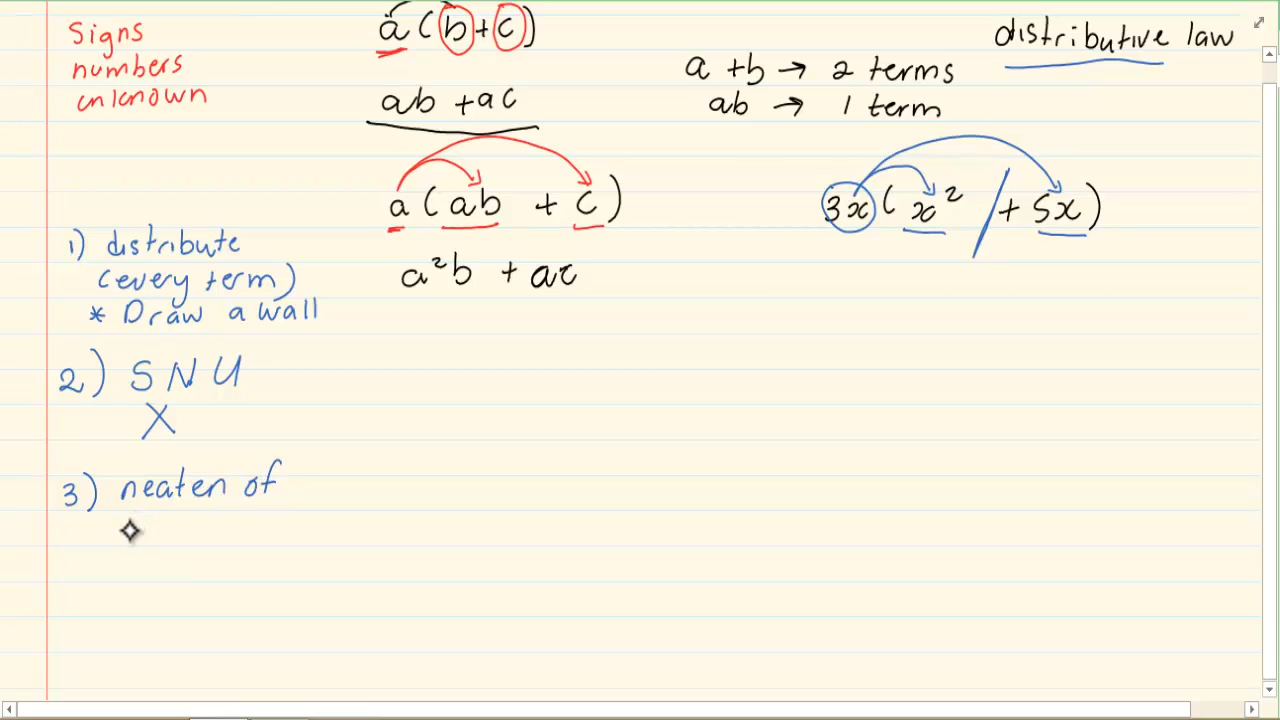 Signs
numbers
unknown
a(b+c)
ab + ac
a(ab + c)
a²b + ac
distributive law
a + b → 2 terms
ab → 1 term
3x(x² / + 5x)
1) distribute
(every term)
* Draw a wall
2) S N U
X
3) neaten of